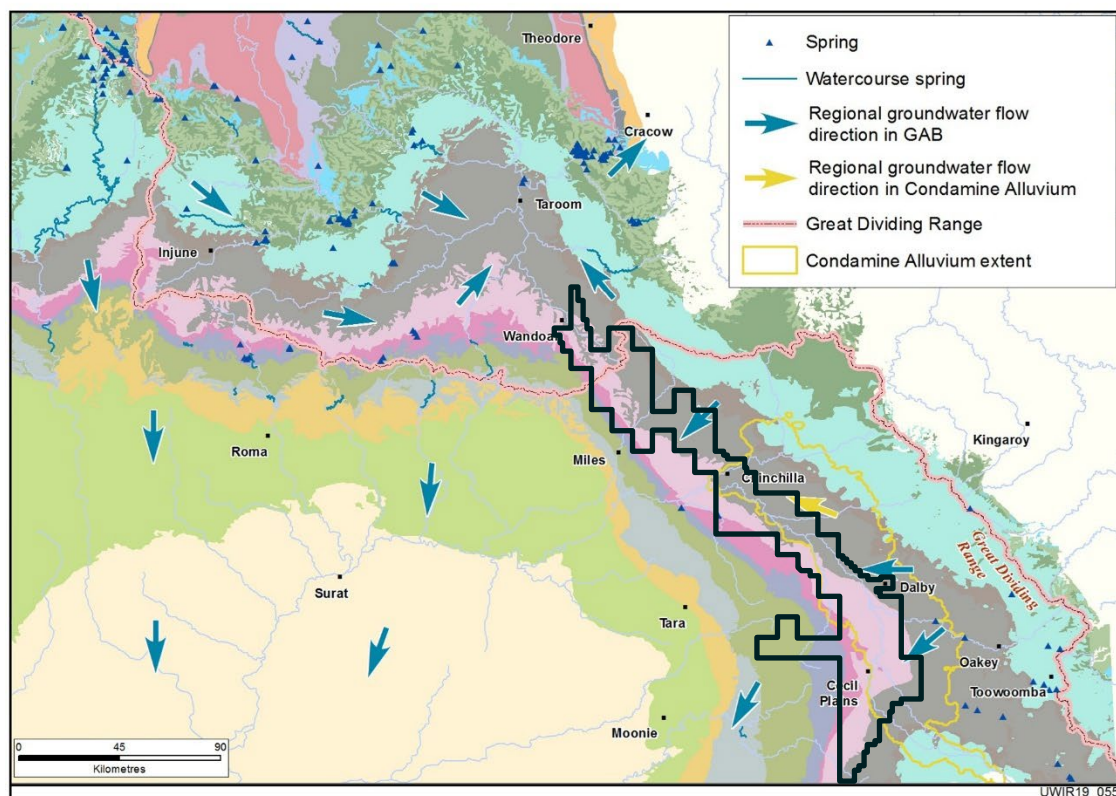 Theodore
Cracow
Taroom
Injune
Wandoan
Kingaroy
Roma
Miles
Chinchilla
Great Dividing
Range
Surat
Dalby
Tara
Oakey
Toowoomba
Cecil
Plains
Moonie
Spring
Watercourse spring
Regional groundwater flow
direction in GAB
Regional groundwater flow
direction in Condamine Alluvium
Great Dividing Range
Condamine Alluvium extent
0 45 90
Kilometres